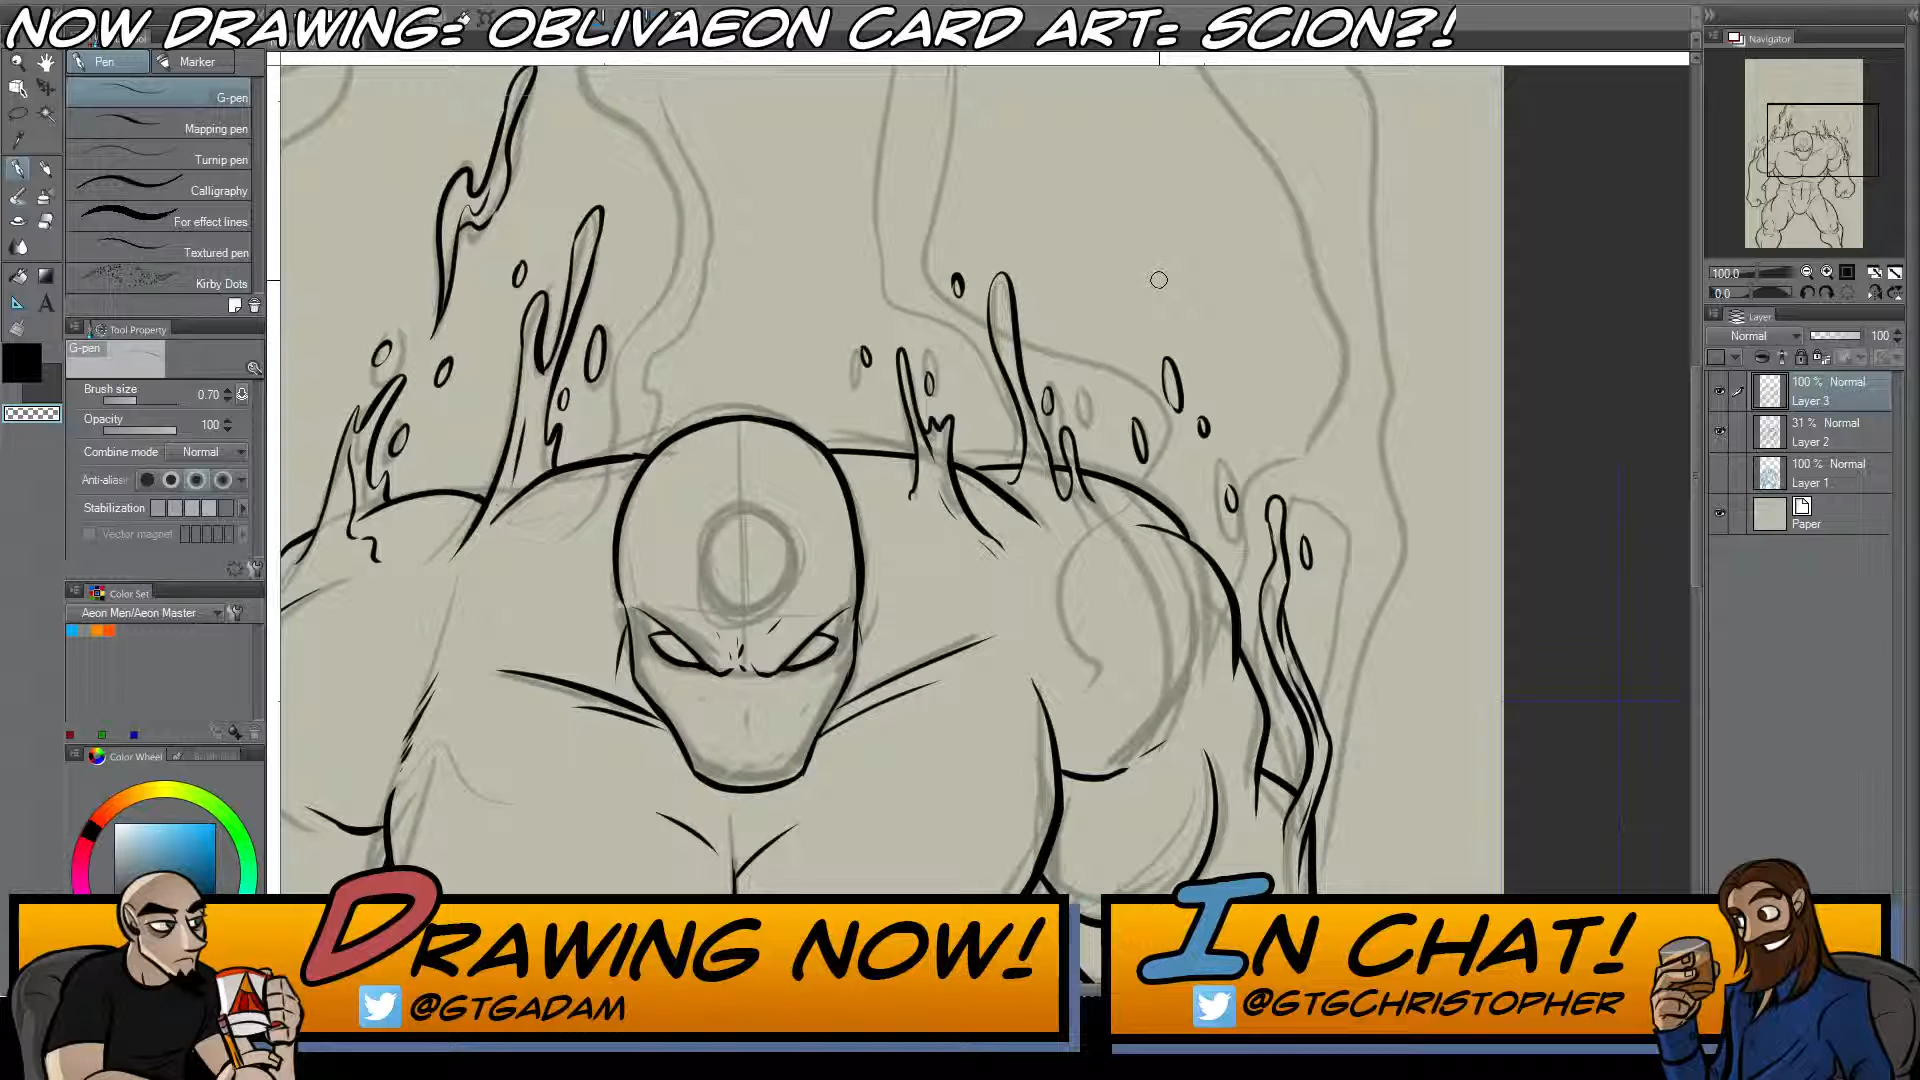 NOW DRAWING: OBLIVAEON CARD ART: SCION?!
Pen
Marker
G-pen
Mapping pen
Turnip pen
Calligraphy
For effect lines
Textured pen
Kirby Dots
Tool Property
G-pen
Brush size 0.70
Opacity 100
Combine mode Normal
Anti-alias
Stabilization
Vector magnet
Color Set
Aeon Men/Aeon Master
Color Wheel
Navigator
100.0
0.0
Layer
Normal 100
100 % Normal
Layer 3
31 % Normal
Layer 2
100 % Normal
Layer 1
Paper
DRAWING NOW!
@GTGADAM
IN CHAT!
@GTGCHRISTOPHER